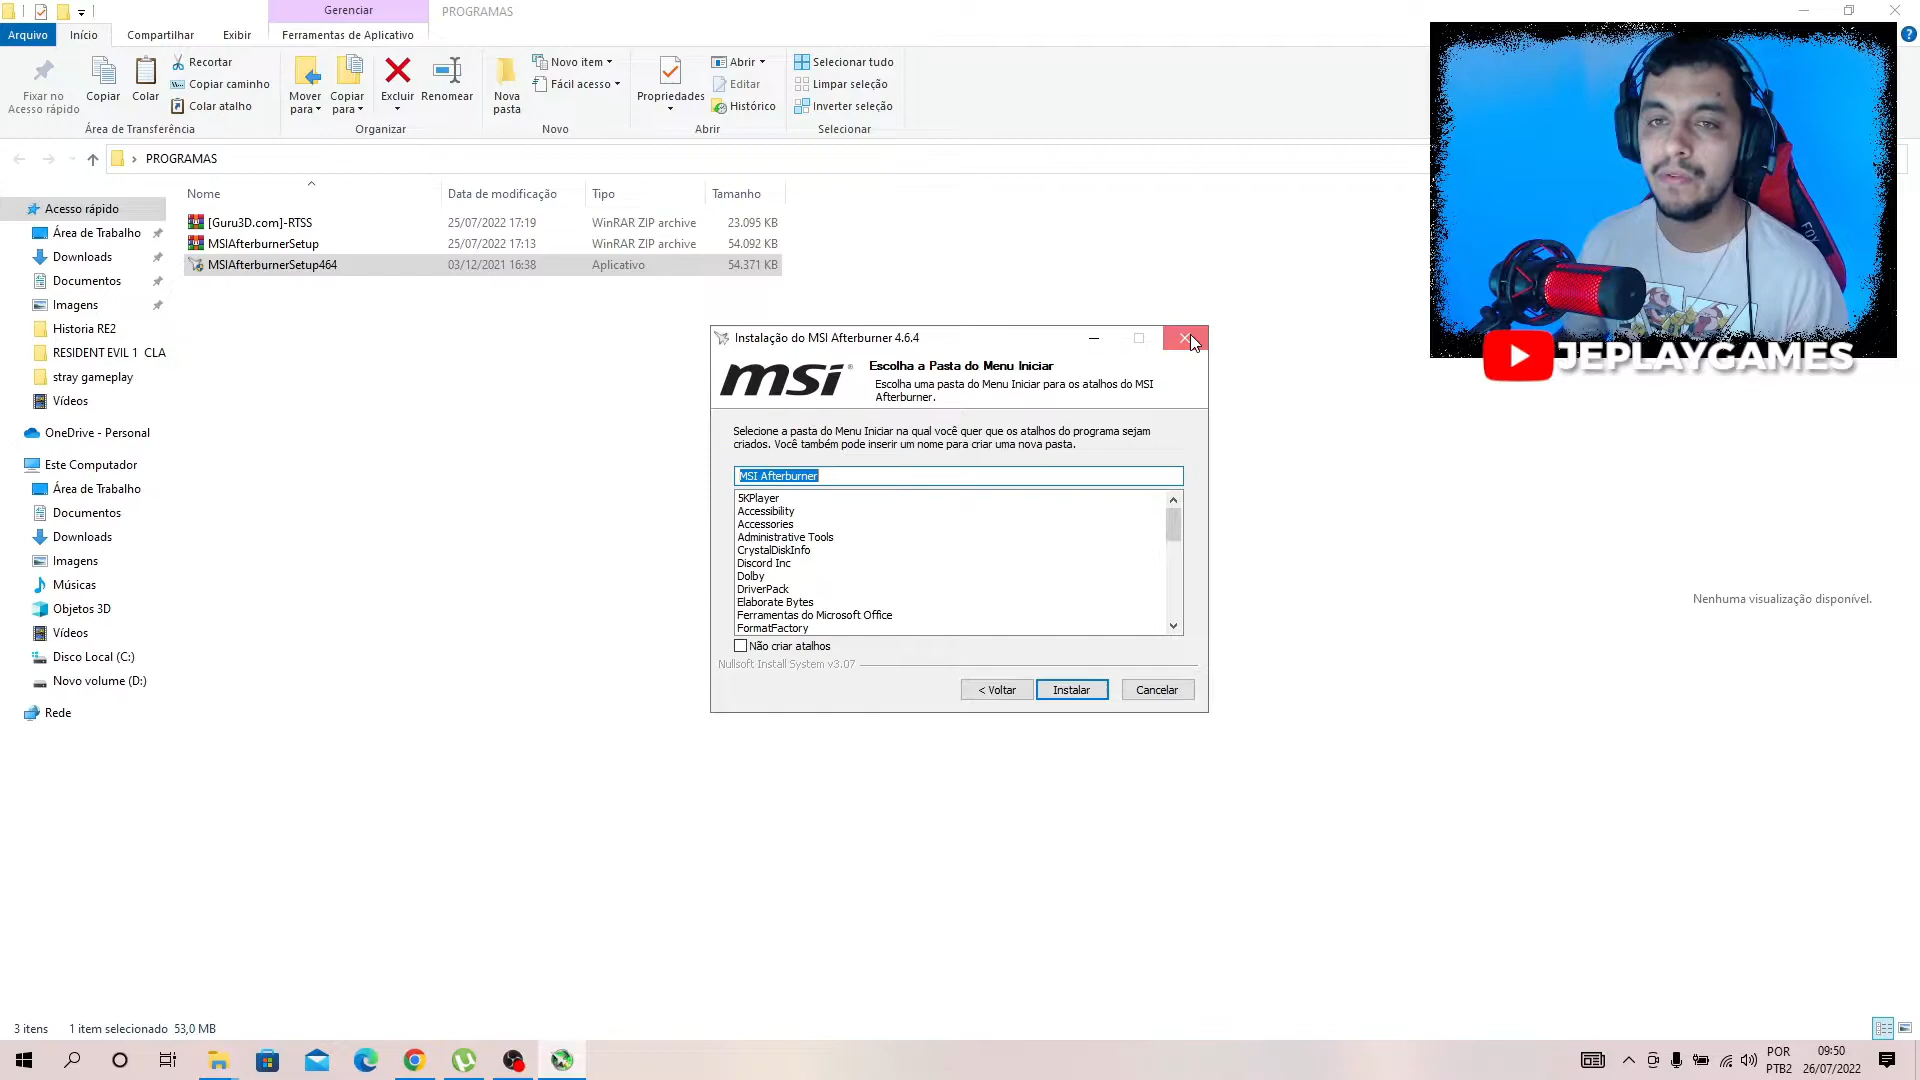 Gerenciar
PROGRAMAS
Arquivo
Início
Compartilhar
Exibir
Ferramentas de Aplicativo
Fixar no
Acesso rápido
Copiar
Colar
Recortar
Copiar caminho
Colar atalho
Área de Transferência
Mover
para
Copiar
para
Excluir
Renomear
Organizar
Nova
pasta
Novo item
Fácil acesso
Novo
Propriedades
Abrir
Editar
Histórico
Abrir
Selecionar tudo
Limpar seleção
Inverter seleção
Selecionar
PROGRAMAS
Nome
Data de modificação
Tipo
Tamanho
[Guru3D.com]-RTSS 25/07/2022 17:19 WinRAR ZIP archive 23.095 KB
MSIAfterburnerSetup 25/07/2022 17:13 WinRAR ZIP archive 54.092 KB
MSIAfterburnerSetup464 03/12/2021 16:38 Aplicativo 54.371 KB
Acesso rápido
Área de Trabalho
Downloads
Documentos
Imagens
Historia RE2
RESIDENT EVIL 1 CLA
stray gameplay
Vídeos
OneDrive - Personal
Este Computador
Área de Trabalho
Documentos
Downloads
Imagens
Músicas
Objetos 3D
Vídeos
Disco Local (C:)
Novo volume (D:)
Rede
Instalação do MSI Afterburner 4.6.4
msi
Escolha a Pasta do Menu Iniciar
Escolha uma pasta do Menu Iniciar para os atalhos do MSI
Afterburner.
Selecione a pasta do Menu Iniciar na qual você quer que os atalhos do programa sejam
criados. Você também pode inserir um nome para criar uma nova pasta.
MSI Afterburner
5KPlayer
Accessibility
Accessories
Administrative Tools
CrystalDiskInfo
Discord Inc
Dolby
DriverPack
Elaborate Bytes
Ferramentas do Microsoft Office
FormatFactory
Não criar atalhos
Nullsoft Install System v3.07
< Voltar
Instalar
Cancelar
FOX
JEPLAYGAMES
Nenhuma visualização disponível.
3 itens
1 item selecionado 53,0 MB
POR
PTB2
09:50
26/07/2022